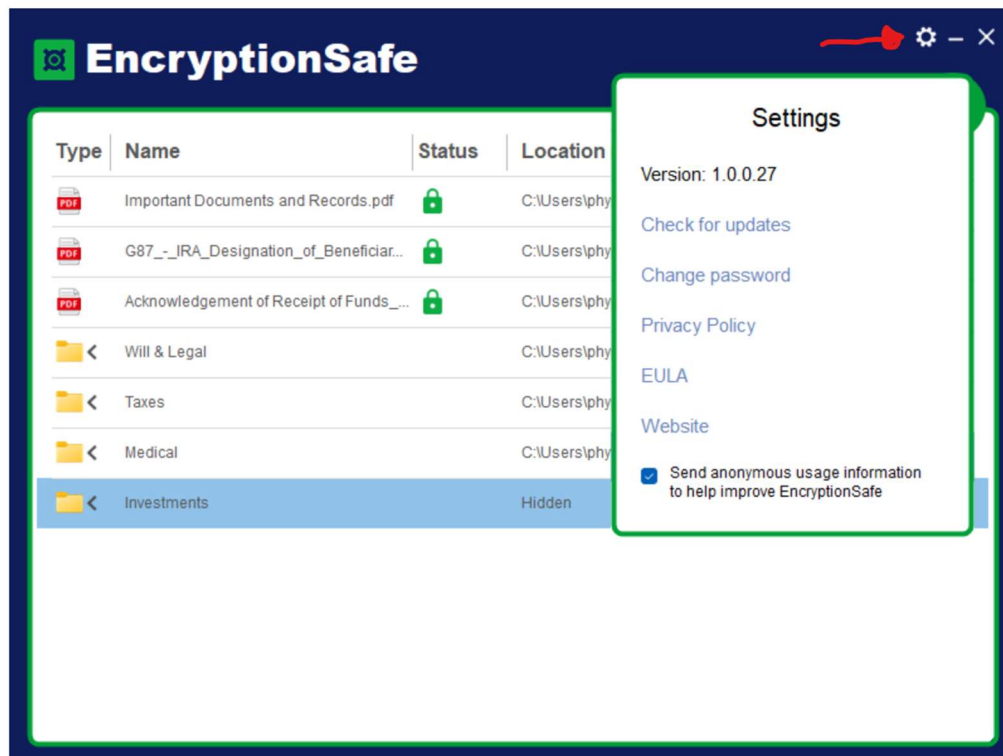 EncryptionSafe
Type Name Status Location
PDF Important Documents and Records.pdf C:\Users\phy
PDF G87_-_IRA_Designation_of_Beneficiar... C:\Users\phy
PDF Acknowledgement of Receipt of Funds_... C:\Users\phy
Will & Legal C:\Users\phy
Taxes C:\Users\phy
Medical C:\Users\phy
Investments Hidden
Settings
Version: 1.0.0.27
Check for updates
Change password
Privacy Policy
EULA
Website
Send anonymous usage information
to help improve EncryptionSafe